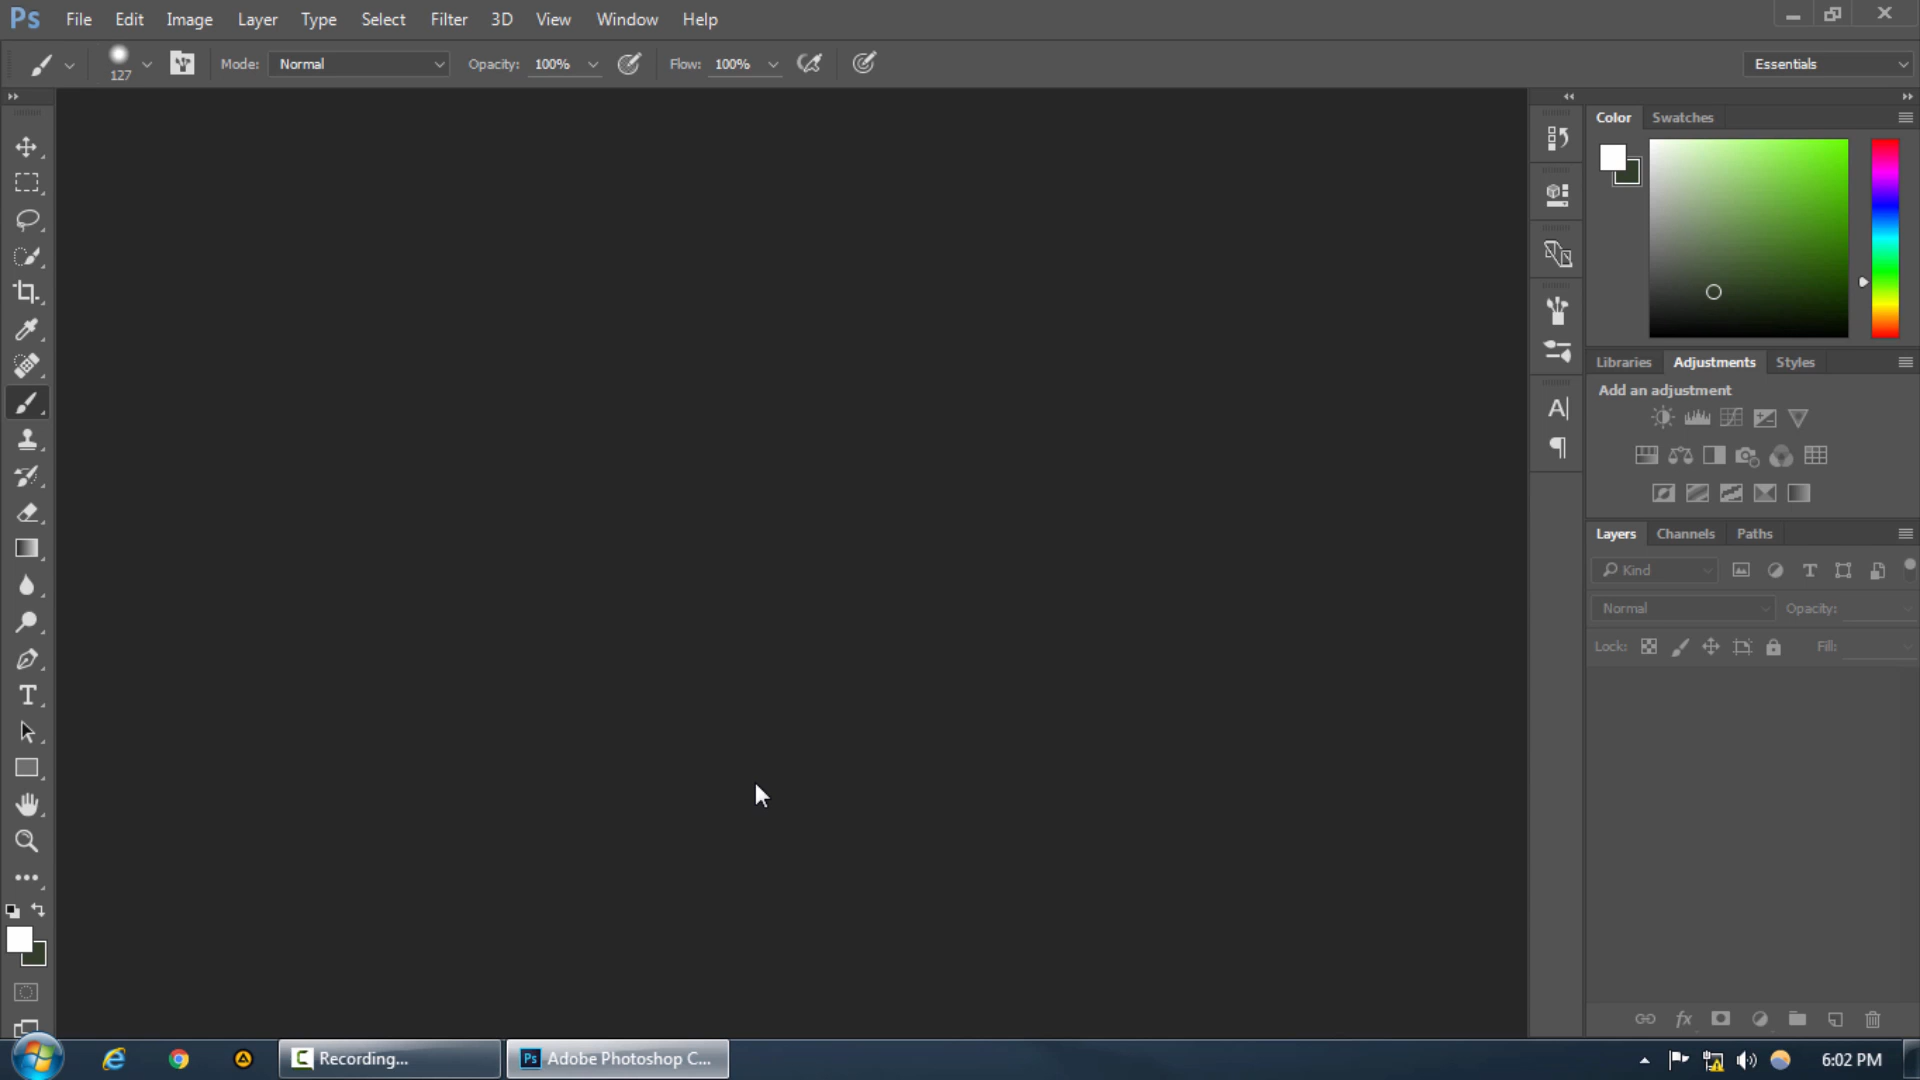 Ps File Edit Image Layer Type Select Filter 3D View Window Help
127 Mode: Normal Opacity: 100% Flow: 100% Essentials
Color Swatches
Libraries Adjustments Styles
Add an adjustment
Layers Channels Paths
Kind
Normal Opacity:
Lock: Fill:
Recording...
Ps Adobe Photoshop C...
6:02 PM